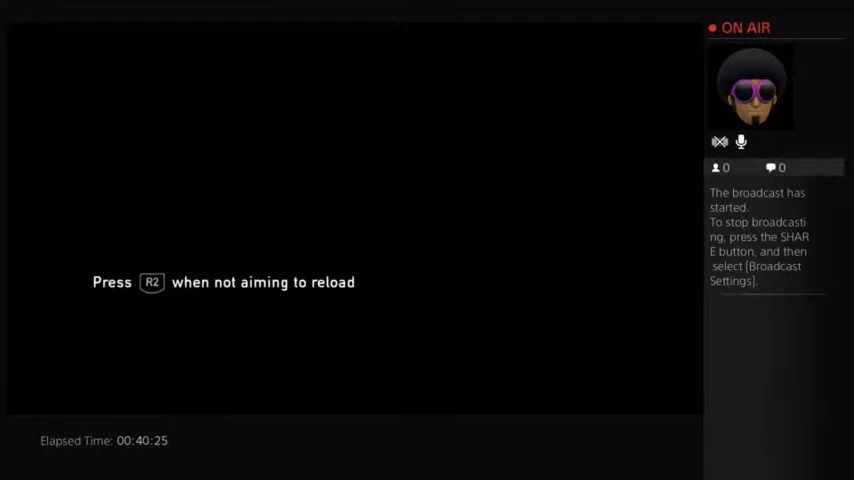 ON AIR
0 0
The broadcast has
started.
To stop broadcasti
ng, press the SHAR
E button, and then
select [Broadcast
Settings].
Press R2 when not aiming to reload
Elapsed Time: 00:40:25